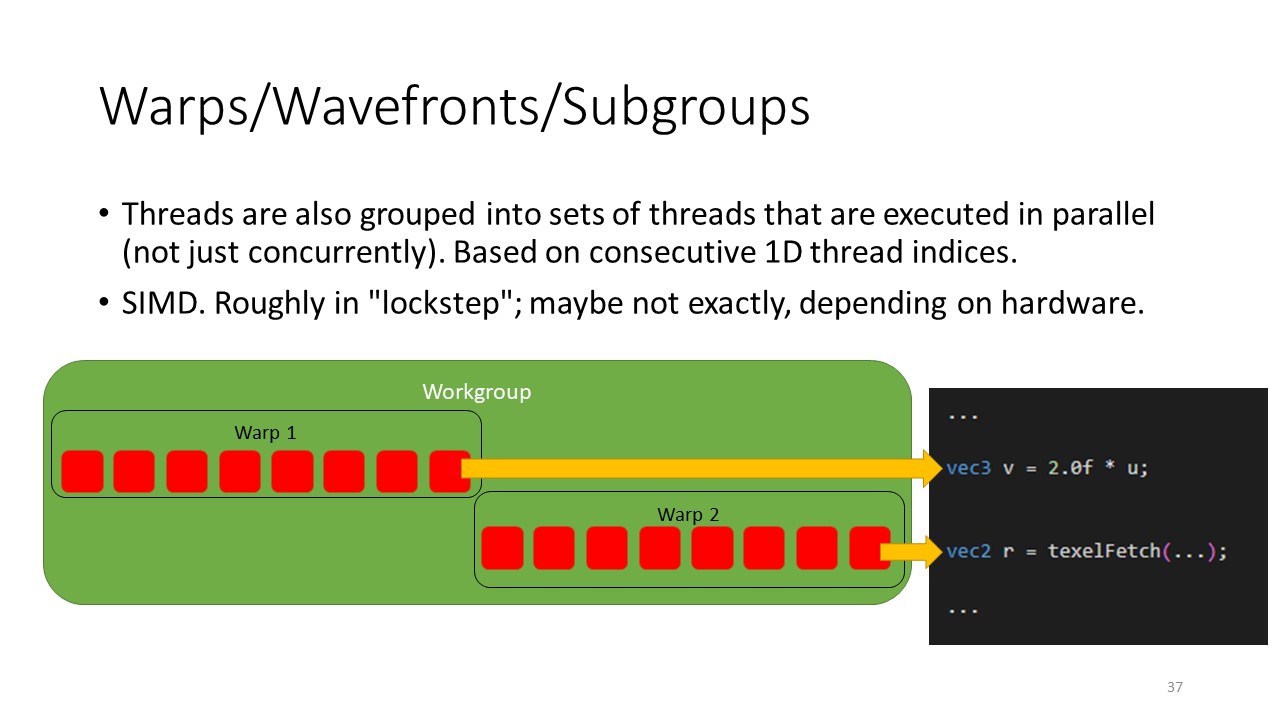 Warps/Wavefronts/Subgroups
• Threads are also grouped into sets of threads that are executed in parallel
(not just concurrently). Based on consecutive 1D thread indices.
• SIMD. Roughly in "lockstep"; maybe not exactly, depending on hardware.
Workgroup
Warp 1
Warp 2
...
vec3 v = 2.0f * u;
vec2 r = texelFetch(...);
...
37